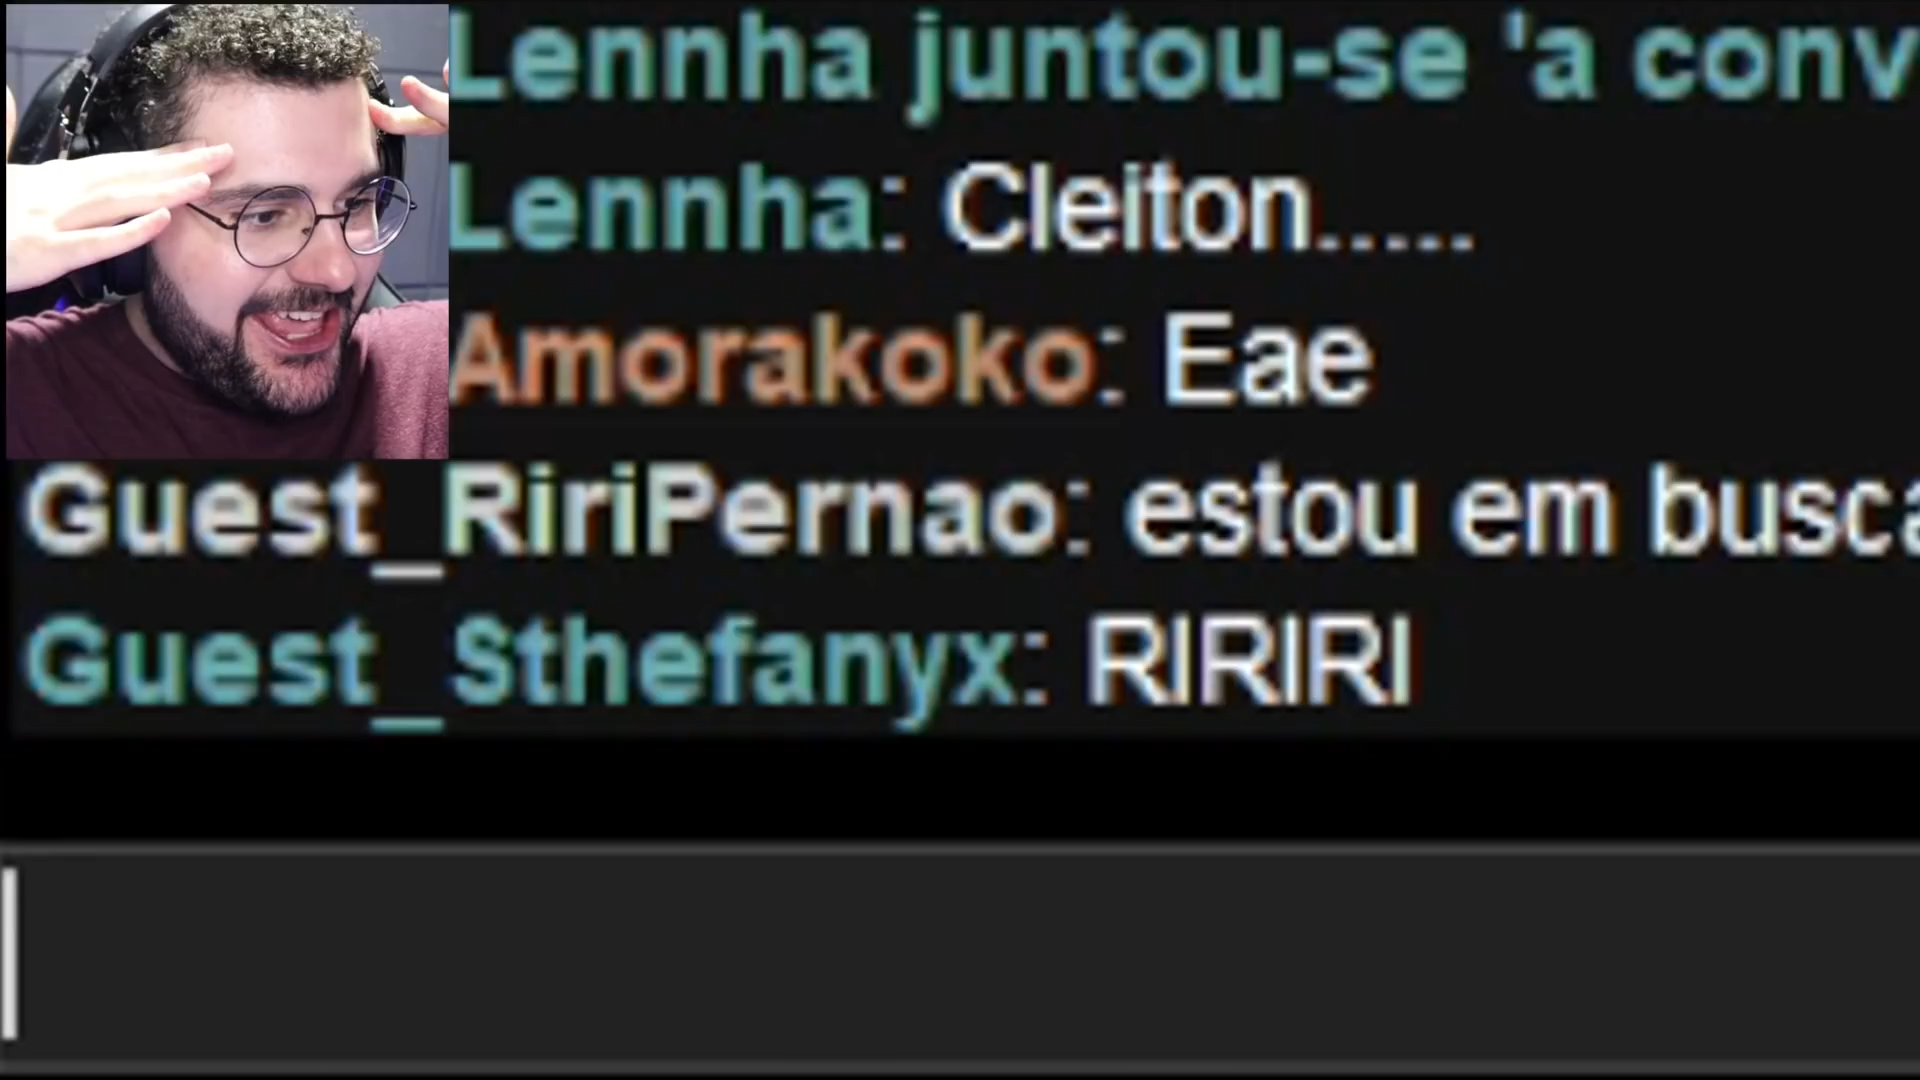 Lennha juntou-se 'a conv
Lennha: Cleiton.....
Amorakoko: Eae
Guest_RiriPernao: estou em busca
Guest_Sthefanyx: RIRIRI